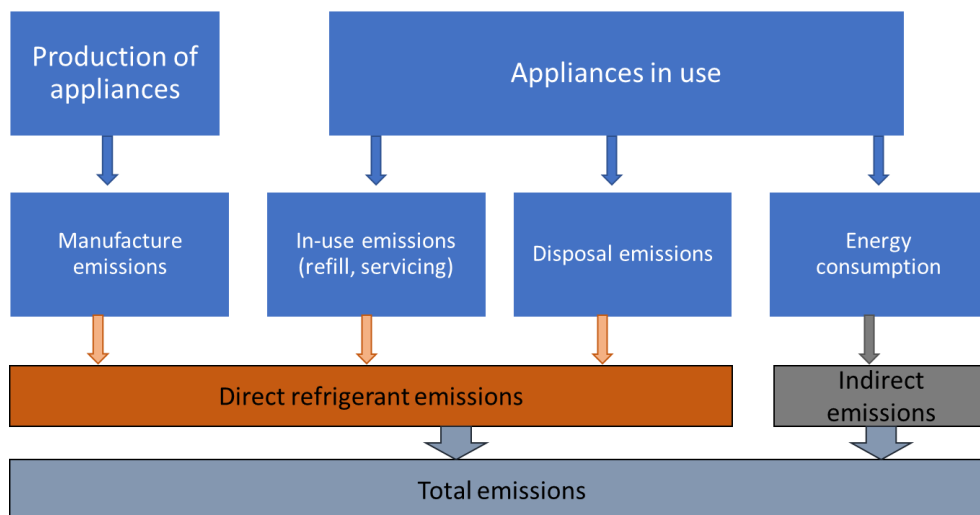 Production of
appliances
Appliances in use
Manufacture
emissions
In-use emissions
(refill, servicing)
Disposal emissions
Energy
consumption
Direct refrigerant emissions
Indirect
emissions
Total emissions